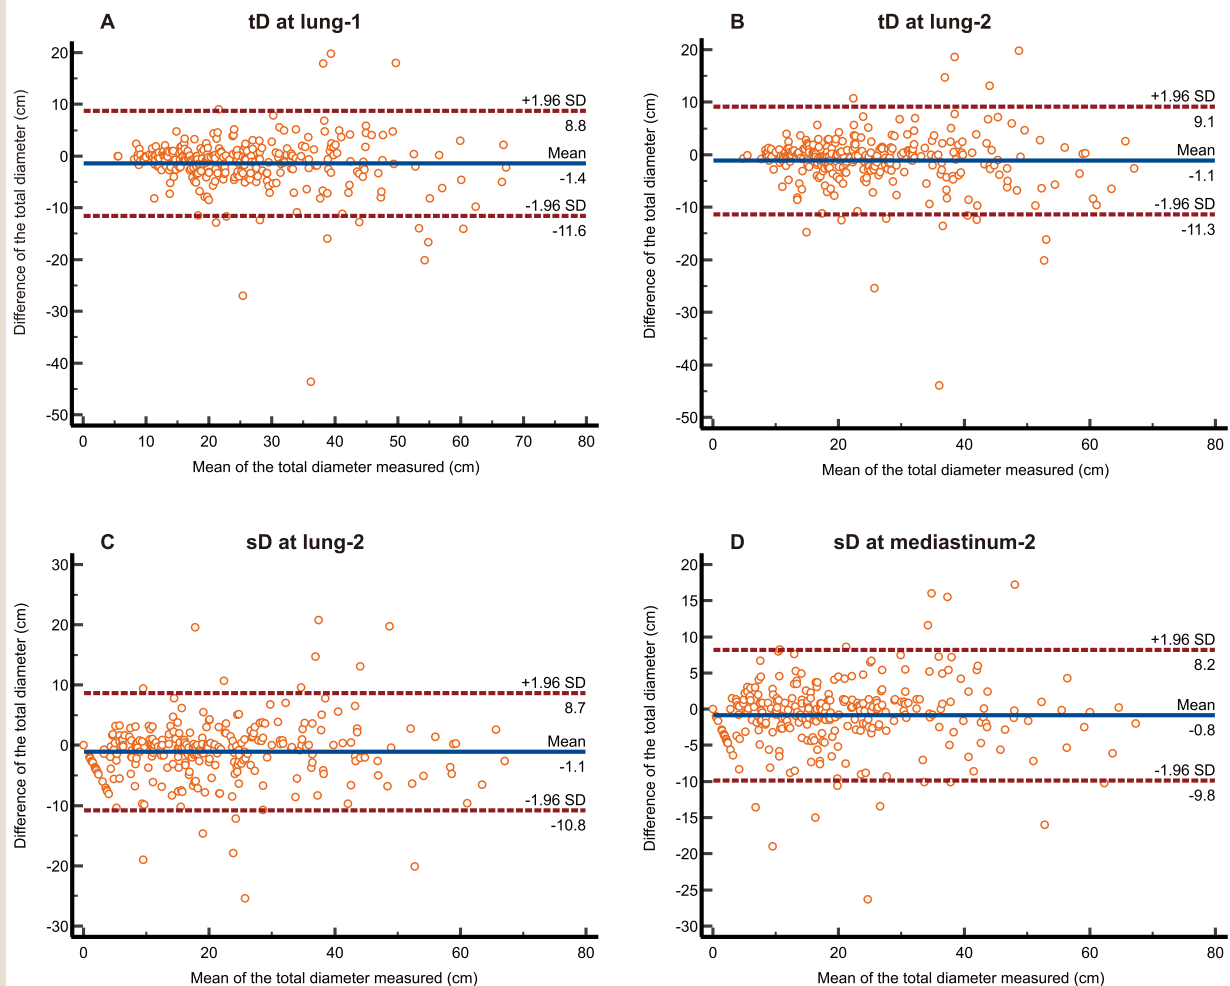 A tD at lung-1
Difference of the total diameter (cm)
20
10
0
-10
-20
-30
-40
-50
+1.96 SD
8.8
Mean
-1.4
-1.96 SD
-11.6
0 10 20 30 40 50 60 70 80
Mean of the total diameter measured (cm)
B tD at lung-2
Difference of the total diameter (cm)
20
10
0
-10
-20
-30
-40
-50
+1.96 SD
9.1
Mean
-1.1
-1.96 SD
-11.3
0 20 40 60 80
Mean of the total diameter measured (cm)
C sD at lung-2
Difference of the total diameter (cm)
30
20
10
0
-10
-20
-30
+1.96 SD
8.7
Mean
-1.1
-1.96 SD
-10.8
0 20 40 60 80
Mean of the total diameter measured (cm)
D sD at mediastinum-2
Difference of the total diameter (cm)
20
15
10
5
0
-5
-10
-15
-20
-25
-30
+1.96 SD
8.2
Mean
-0.8
-1.96 SD
-9.8
0 20 40 60 80
Mean of the total diameter measured (cm)